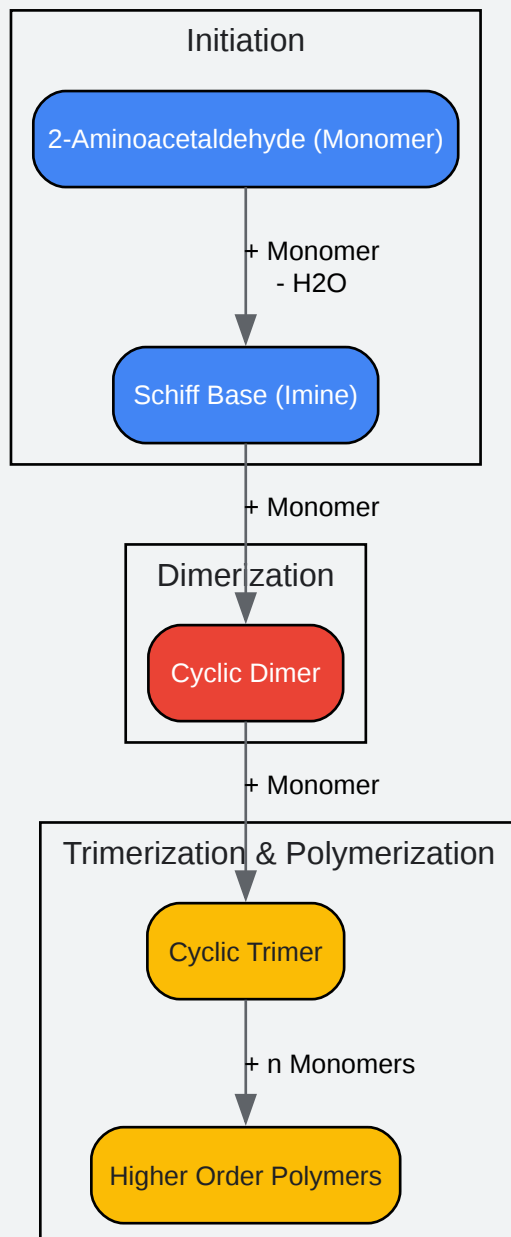 Initiation
2-Aminoacetaldehyde (Monomer)
+ Monomer
- H2O
Schiff Base (Imine)
+ Monomer
Dimerization
Cyclic Dimer
+ Monomer
Trimerization & Polymerization
Cyclic Trimer
+ n Monomers
Higher Order Polymers